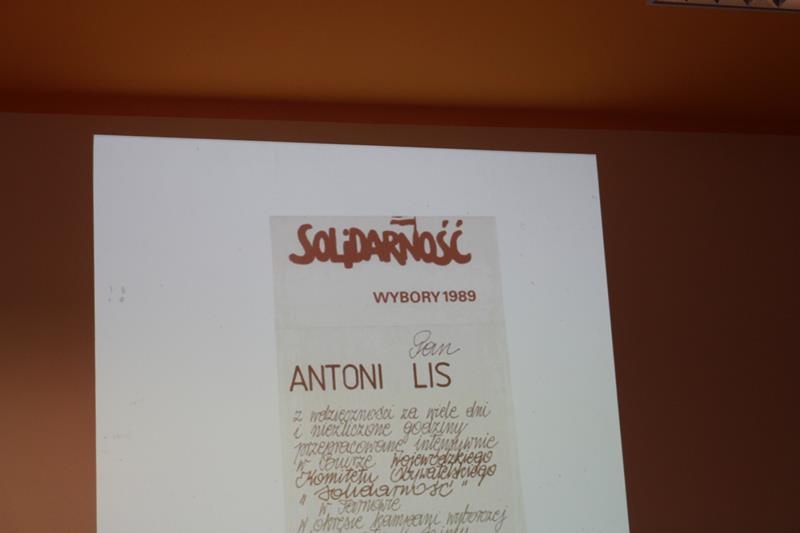 SOLiDARNOŚĆ
WYBORY 1989
Pan
ANTONI LIS
z wdzięczności za wiele dni
i niezliczone godziny
przepracowane intensywnie
w biurze Wojewódzkiego
Komitetu Obywatelskiego
"Solidarność"
w Tarnowie
w okresie kampanii wyborczej